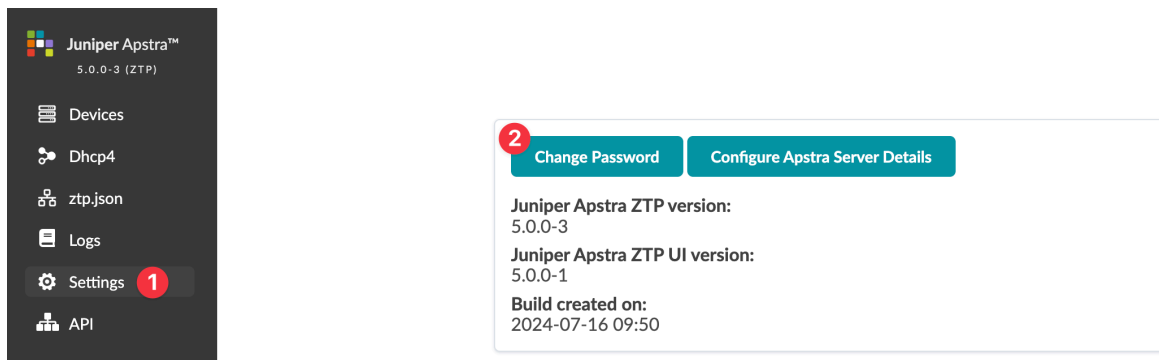 Juniper Apstra™
5.0.0-3 (ZTP)
Devices
Dhcp4
ztp.json
Logs
Settings 1
API
2
Change Password
Configure Apstra Server Details
Juniper Apstra ZTP version:
5.0.0-3
Juniper Apstra ZTP UI version:
5.0.0-1
Build created on:
2024-07-16 09:50